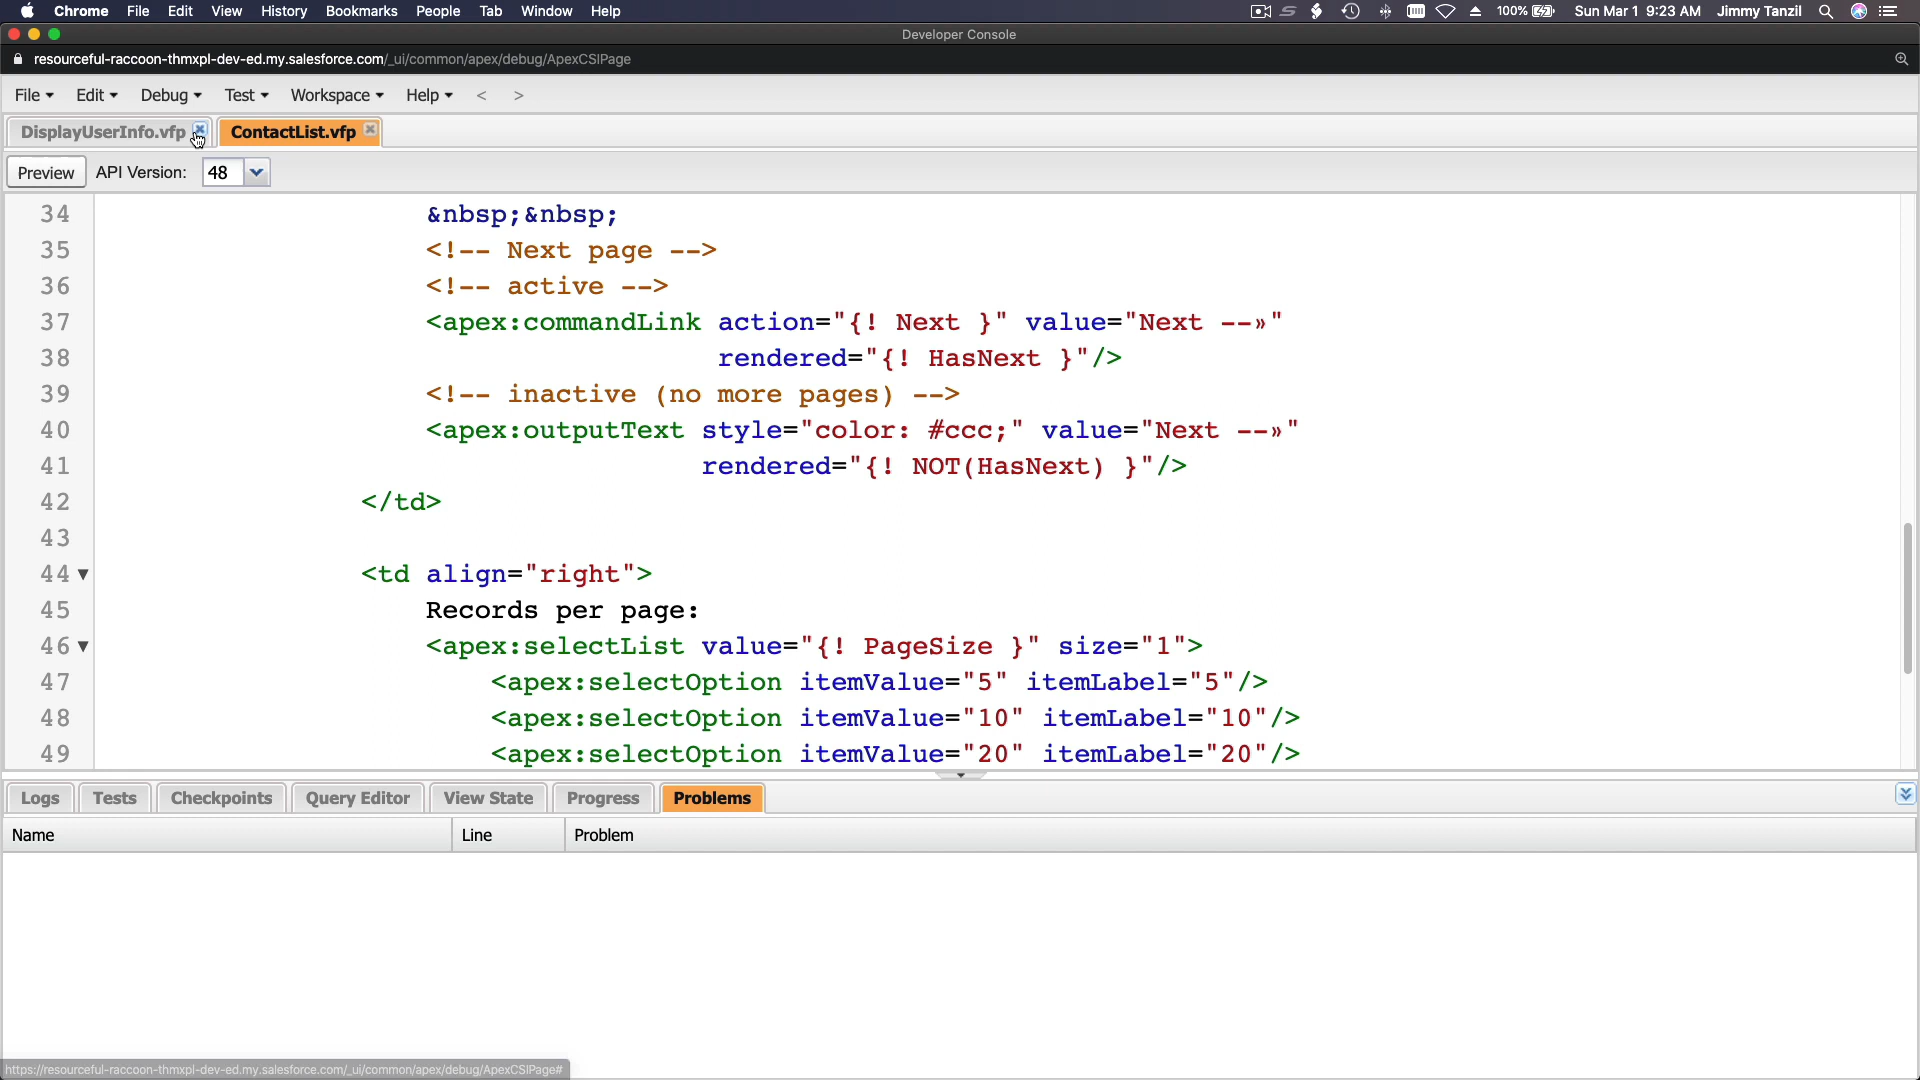 Chrome File Edit View History Bookmarks People Tab Window Help 100% Sun Mar 1 9:23 AM Jimmy Tanzil
Developer Console
resourceful-raccoon-thmxpl-dev-ed.my.salesforce.com/_ui/common/apex/debug/ApexCSIPage
File Edit Debug Test Workspace Help < >
DisplayUserInfo.vfp ContactList.vfp
Preview API Version: 48
34 &nbsp;&nbsp;
35 <!-- Next page -->
36 <!-- active -->
37 <apex:commandLink action="{! Next }" value="Next --»"
38 rendered="{! HasNext }"/>
39 <!-- inactive (no more pages) -->
40 <apex:outputText style="color: #ccc;" value="Next --»"
41 rendered="{! NOT(HasNext) }"/>
42 </td>
43
44 <td align="right">
45 Records per page:
46 <apex:selectList value="{! PageSize }" size="1">
47 <apex:selectOption itemValue="5" itemLabel="5"/>
48 <apex:selectOption itemValue="10" itemLabel="10"/>
49 <apex:selectOption itemValue="20" itemLabel="20"/>
Logs Tests Checkpoints Query Editor View State Progress Problems
Name Line Problem
https://resourceful-raccoon-thmxpl-dev-ed.my.salesforce.com/_ui/common/apex/debug/ApexCSIPage#